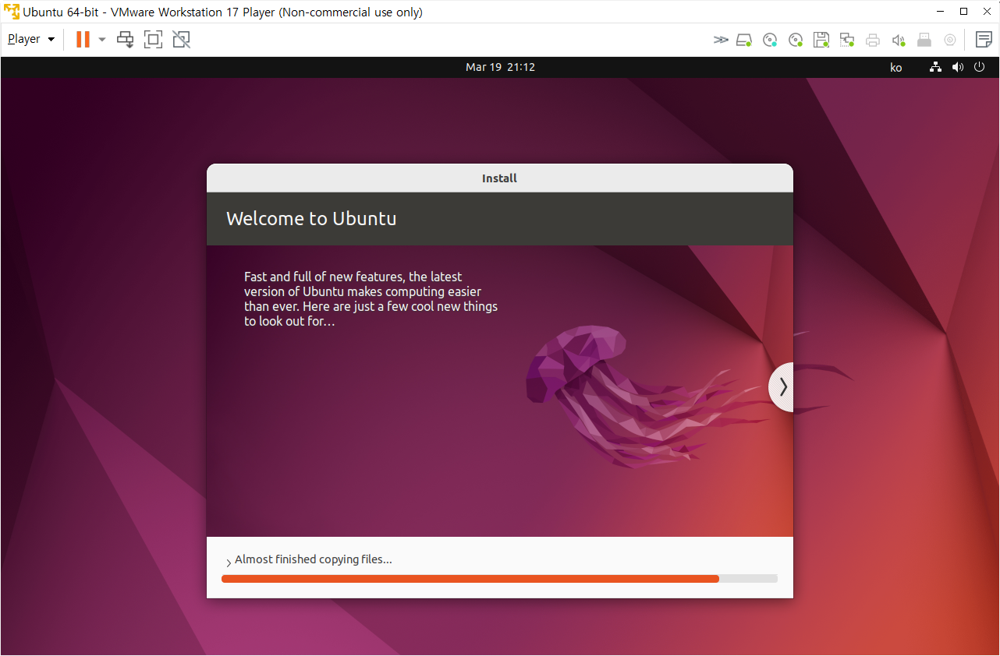 Ubuntu 64-bit - VMware Workstation 17 Player (Non-commercial use only)
Player
Mar 19 21:12
ko
Install
Welcome to Ubuntu
Fast and full of new features, the latest
version of Ubuntu makes computing easier
than ever. Here are just a few cool new things
to look out for…
Almost finished copying files...